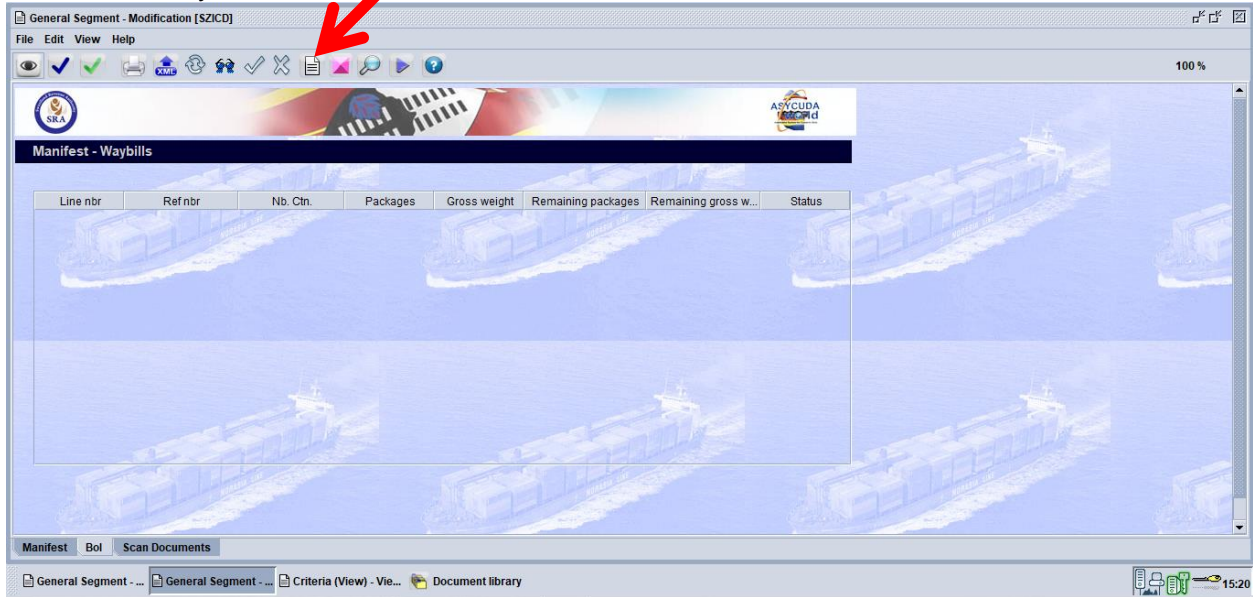 General Segment - Modification [SZICD]
File Edit View Help
XML
100 %
SRA
ASYCUDA
World
Manifest - Waybills
Line nbr Ref nbr Nb. Ctn. Packages Gross weight Remaining packages Remaining gross w... Status
Manifest Bol Scan Documents
General Segment - ... General Segment - ... Criteria (View) - Vie... Document library
15:20